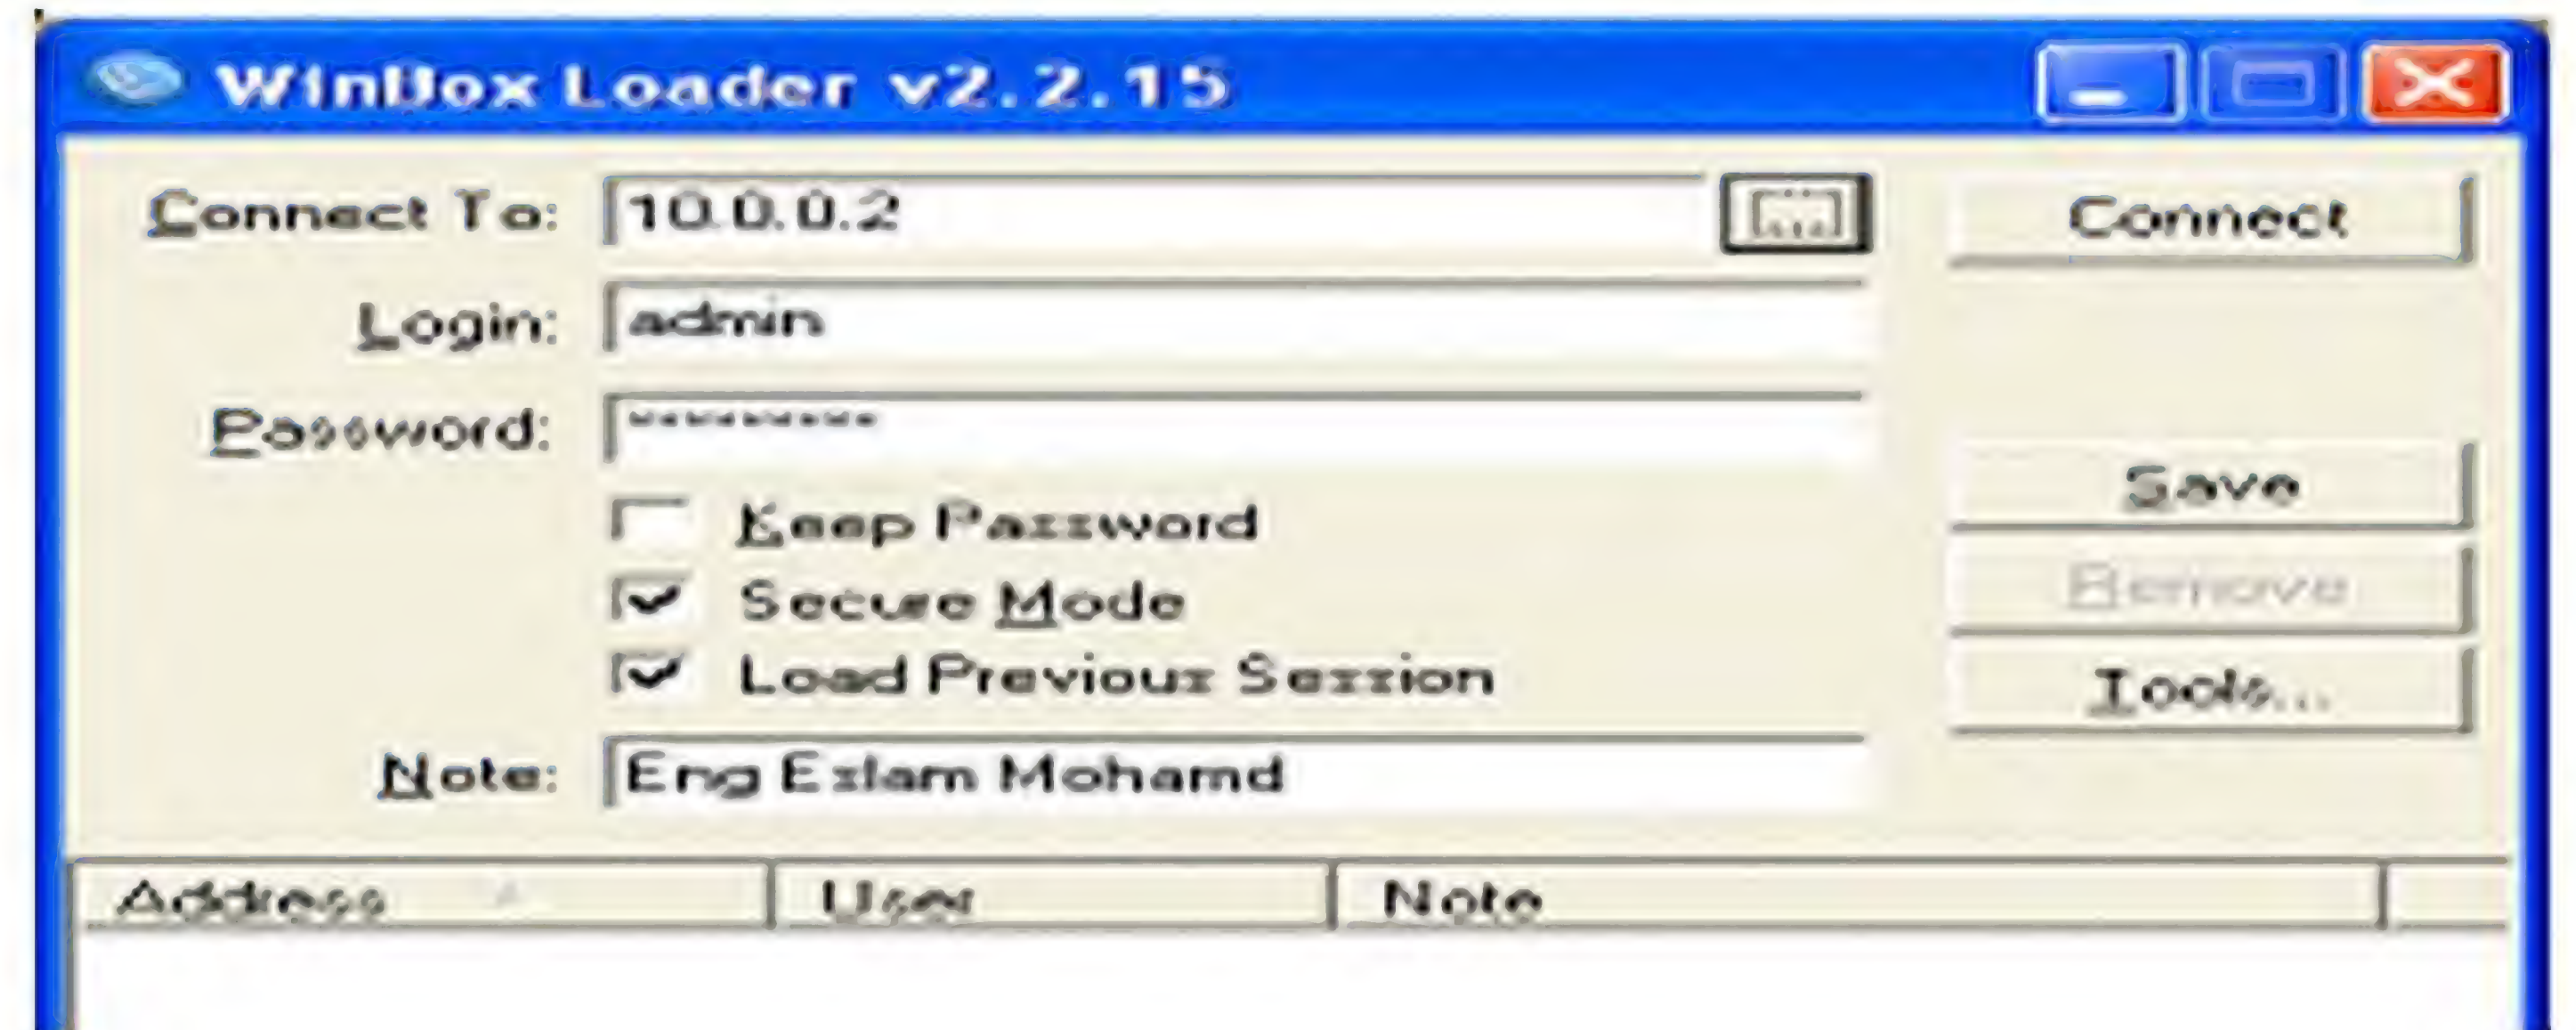 WinBox Loader v2.2.15
Connect To: 10.0.0.2 ... Connect
Login: admin
Password: *********
Keep Password
Save
Secure Mode
Remove
Load Previous Session
Tools...
Note: Eng Eslam Mohamd
Address User Note